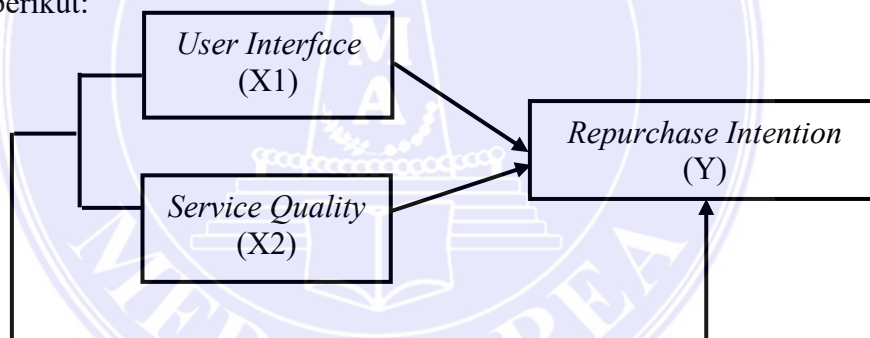 berikut:
User Interface
(X1)
Repurchase Intention
(Y)
Service Quality
(X2)